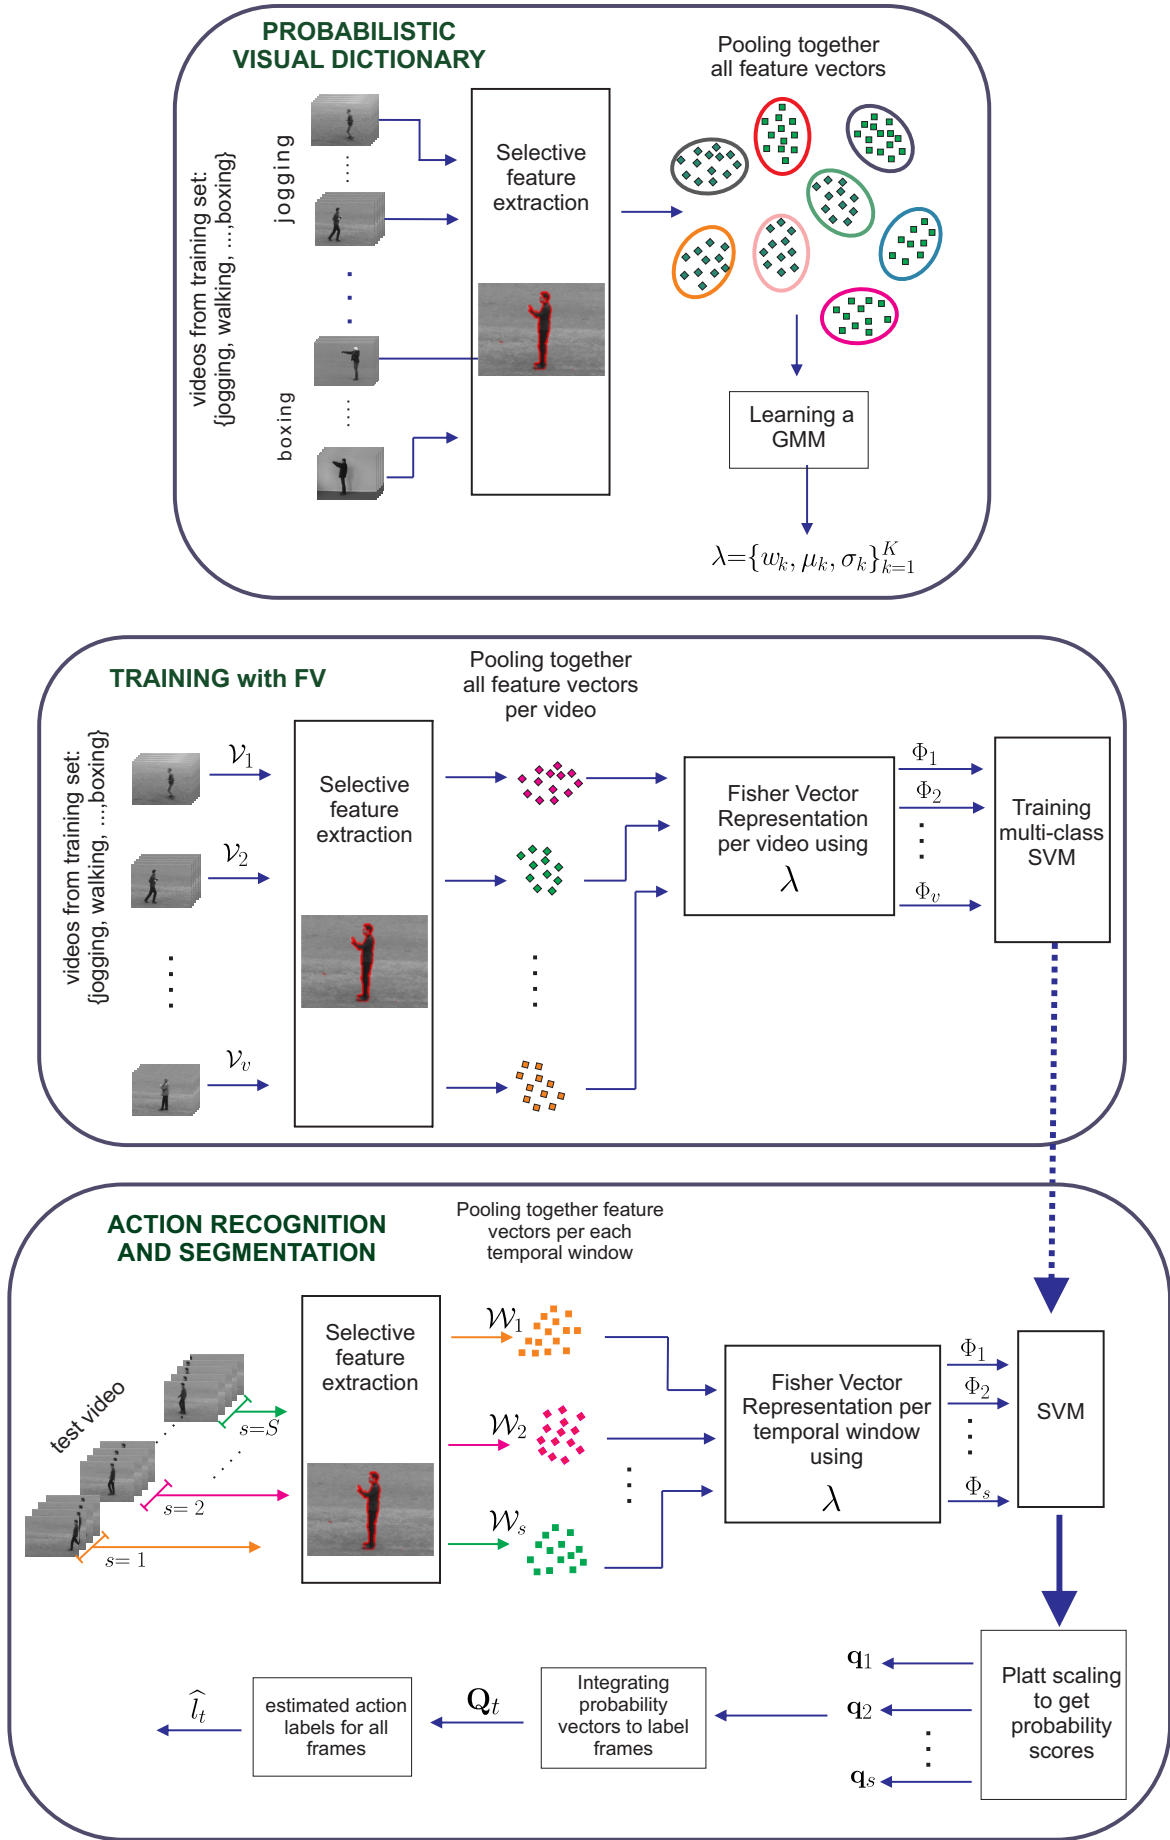 PROBABILISTIC
VISUAL DICTIONARY
Pooling together
all feature vectors
videos from training set:
{jogging, walking, ...,boxing}
jogging
boxing
Selective
feature
extraction
Learning a
GMM
λ={w_k, μ_k, σ_k}_{k=1}^{K}
TRAINING with FV
Pooling together
all feature vectors
per video
videos from training set:
{jogging, walking, ...,boxing}
𝒱_1
𝒱_2
𝒱_v
Selective
feature
extraction
Fisher Vector
Representation
per video using
λ
Φ_1
Φ_2
Φ_v
Training
multi-class
SVM
ACTION RECOGNITION
AND SEGMENTATION
Pooling together feature
vectors per each
temporal window
test video
s=S
s= 2
s= 1
Selective
feature
extraction
𝒲_1
𝒲_2
𝒲_s
Fisher Vector
Representation per
temporal window
using
λ
Φ_1
Φ_2
Φ_s
SVM
Platt scaling
to get
probability
scores
q_1
q_2
q_s
Integrating
probability
vectors to label
frames
Q_t
estimated action
labels for all
frames
l̂_t